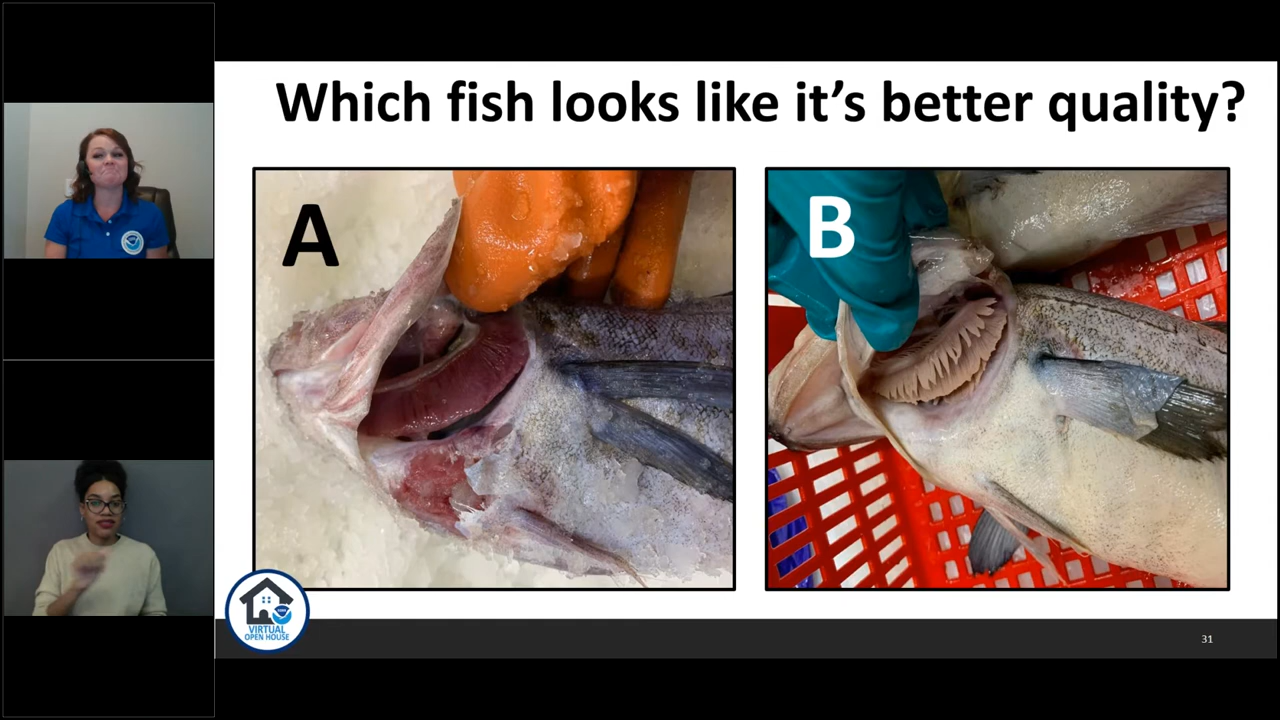 Which fish looks like it's better quality?
A
B
VIRTUAL
OPEN HOUSE
31